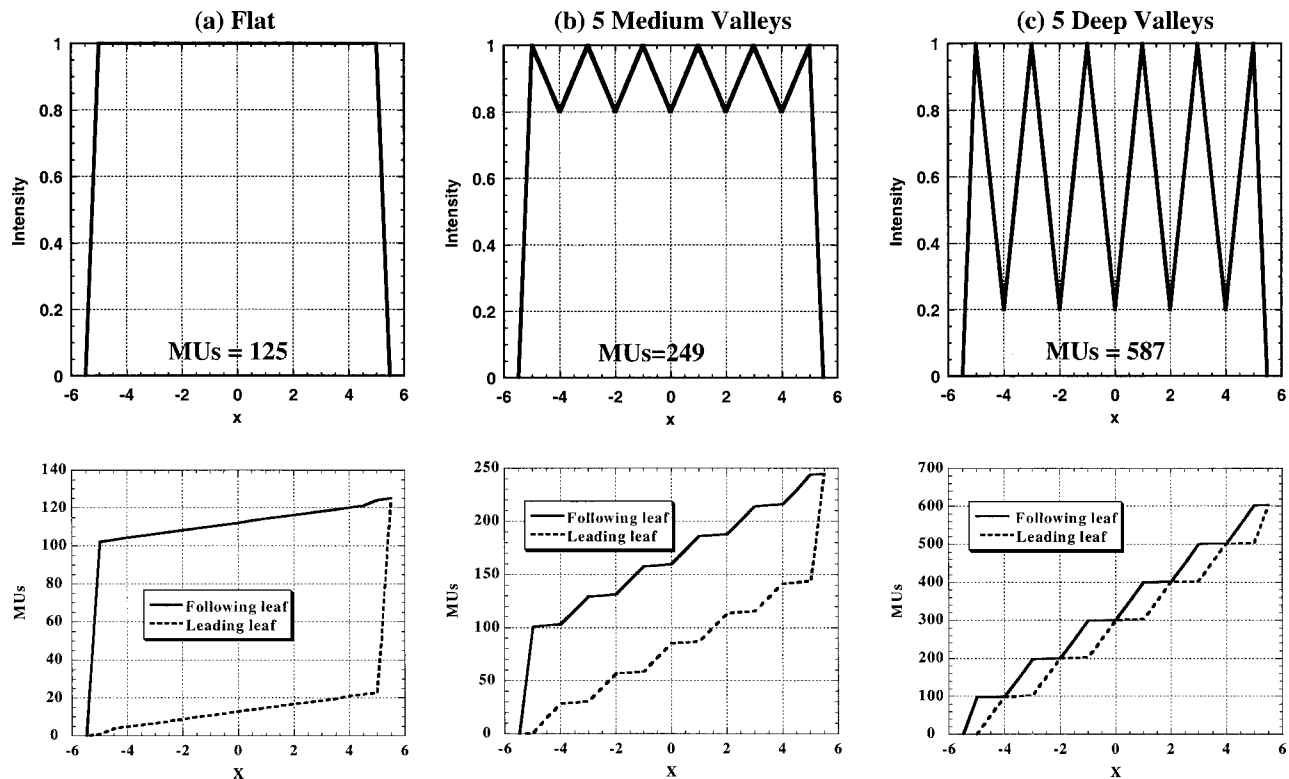 (a) Flat
(b) 5 Medium Valleys
(c) 5 Deep Valleys
1
0.8
0.6
0.4
0.2
0
Intensity
MUs = 125
-6 -4 -2 0 2 4 6
x
1
0.8
0.6
0.4
0.2
0
Intensity
MUs=249
-6 -4 -2 0 2 4 6
x
1
0.8
0.6
0.4
0.2
0
Intensity
MUs = 587
-6 -4 -2 0 2 4 6
x
140
120
100
80
60
40
20
0
MUs
Following leaf
Leading leaf
-6 -4 -2 0 2 4 6
X
250
200
150
100
50
0
MUs
Following leaf
Leading leaf
-6 -4 -2 0 2 4 6
X
700
600
500
400
300
200
100
0
MUs
Following leaf
Leading leaf
-6 -4 -2 0 2 4 6
X